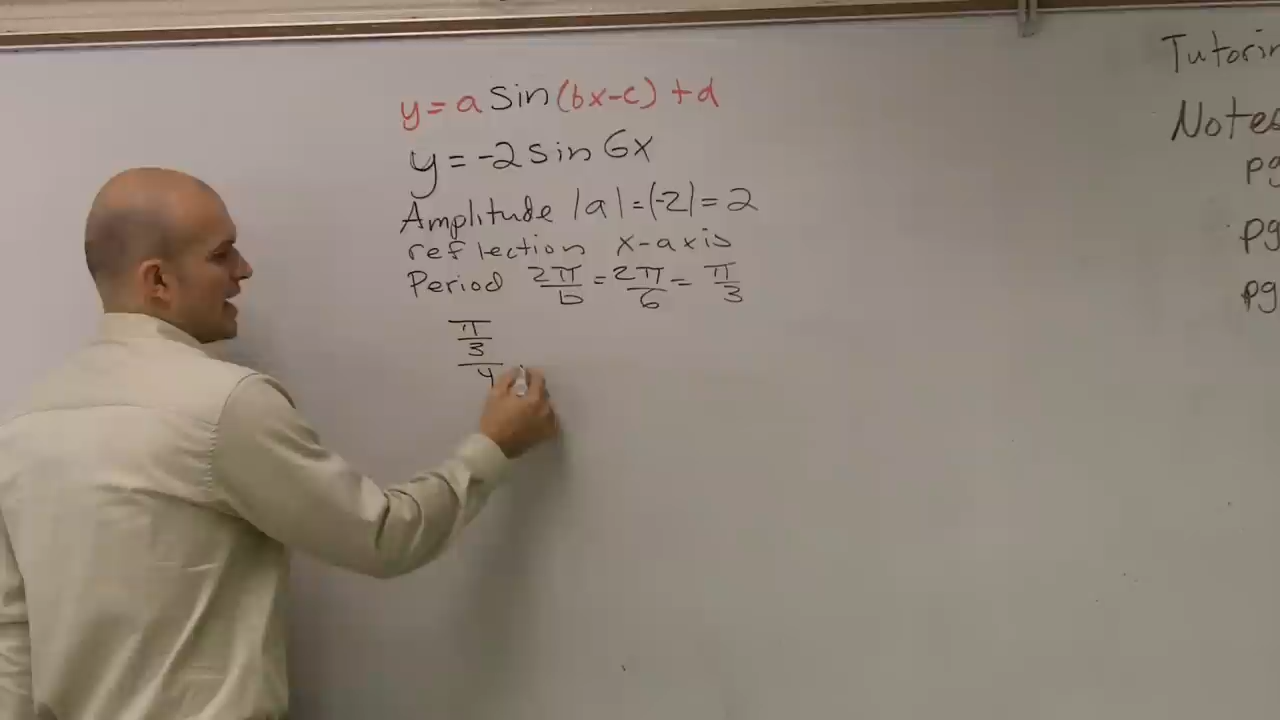 y = a sin (bx-c) + d
y = -2 sin 6x
Amplitude |a| = |-2| = 2
reflection x-axis
Period 2π/b = 2π/6 = π/3
π/3/4
Tutorin
Notes
pg
pg
pg